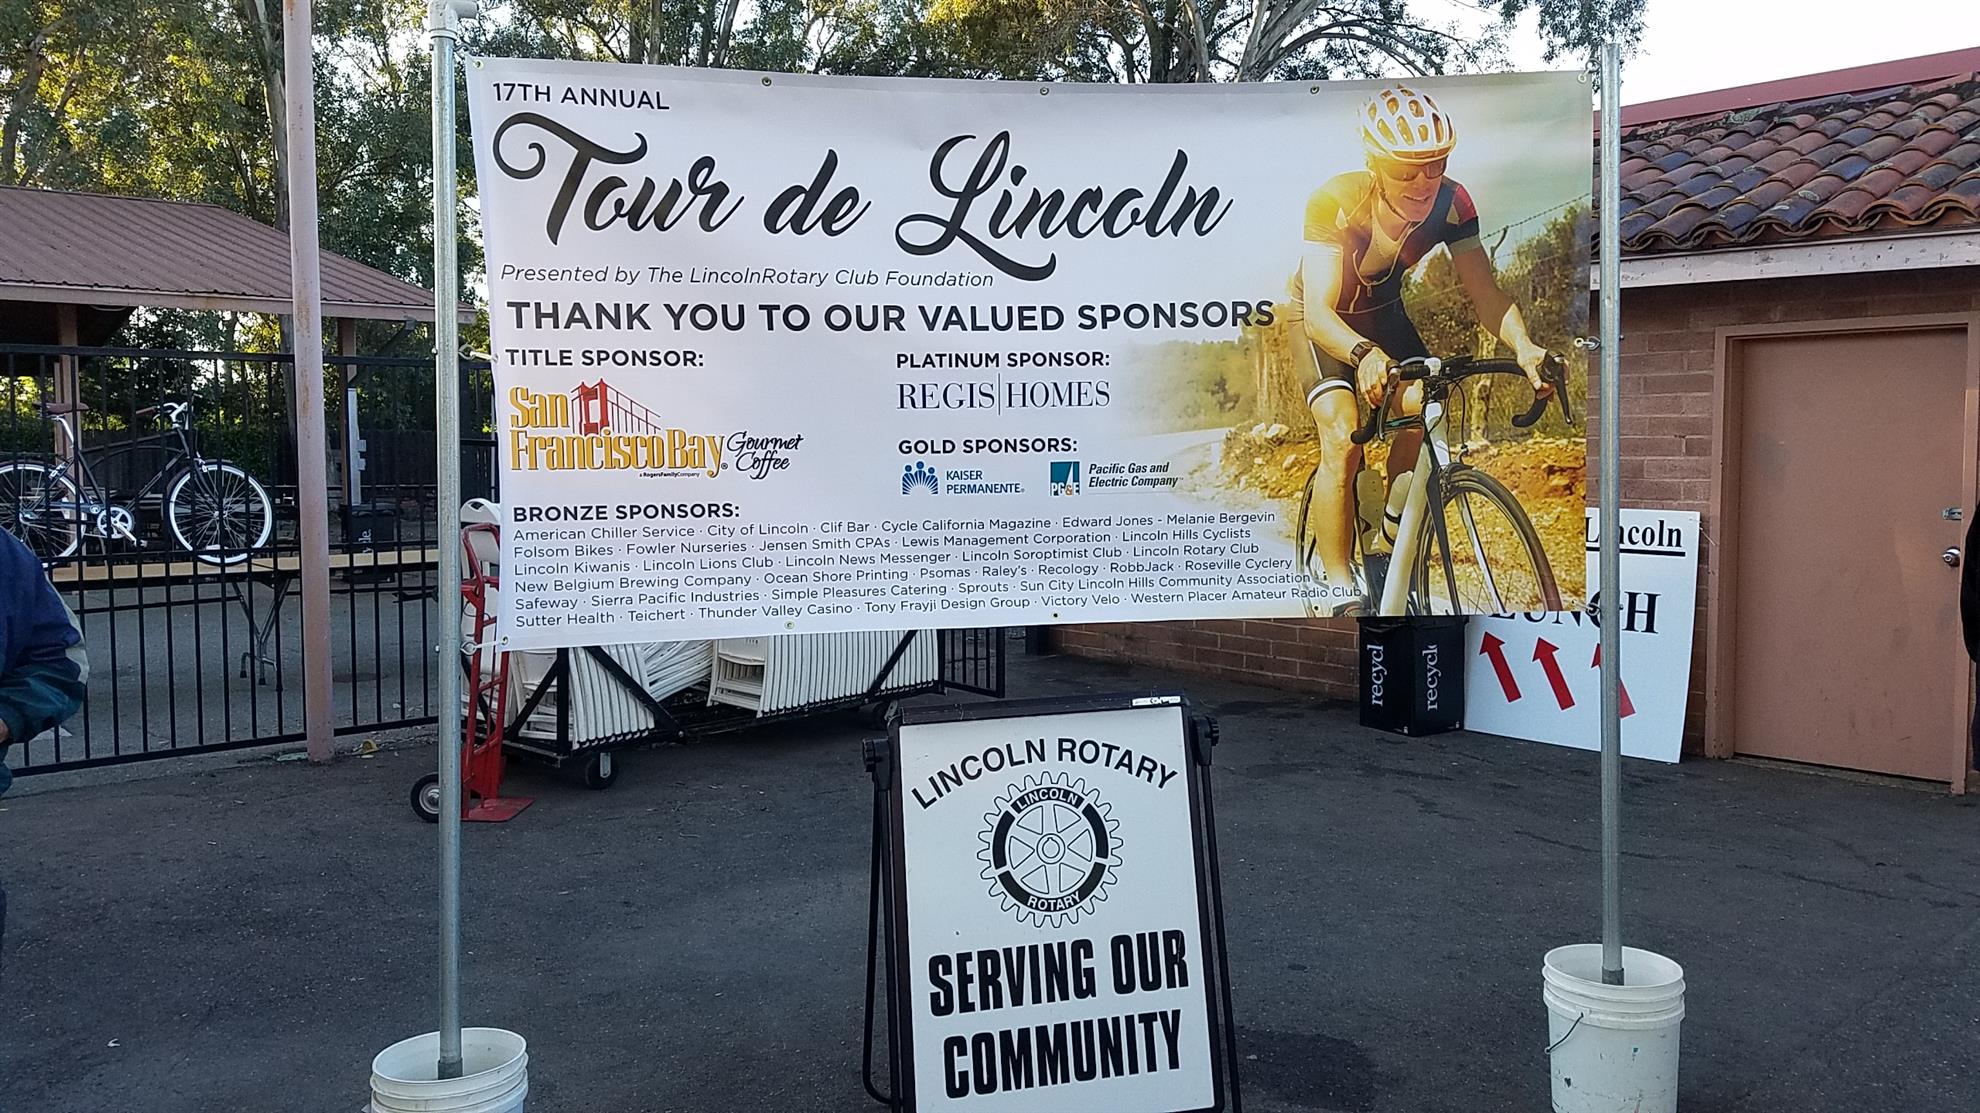 17TH ANNUAL
Tour de Lincoln
Presented by The LincolnRotary Club Foundation
THANK YOU TO OUR VALUED SPONSORS
TITLE SPONSOR:
San
FranciscoBay® Gourmet Coffee
a RogersFamilyCompany
PLATINUM SPONSOR:
REGIS|HOMES
GOLD SPONSORS:
KAISER
PERMANENTE®
PG&E
Pacific Gas and
Electric Company™
BRONZE SPONSORS:
American Chiller Service · City of Lincoln · Clif Bar · Cycle California Magazine · Edward Jones - Melanie Bergevin
Folsom Bikes · Fowler Nurseries · Jensen Smith CPAs · Lewis Management Corporation · Lincoln Hills Cyclists
Lincoln Kiwanis · Lincoln Lions Club · Lincoln News Messenger · Lincoln Soroptimist Club · Lincoln Rotary Club
New Belgium Brewing Company · Ocean Shore Printing · Psomas · Raley's · Recology · RobbJack · Roseville Cyclery
Safeway · Sierra Pacific Industries · Simple Pleasures Catering · Sprouts · Sun City Lincoln Hills Community Association
Sutter Health · Teichert · Thunder Valley Casino · Tony Frayji Design Group · Victory Velo · Western Placer Amateur Radio Club
Lincoln
LUNCH
recycl
recycle
LINCOLN ROTARY
LINCOLN
ROTARY
SERVING OUR
COMMUNITY